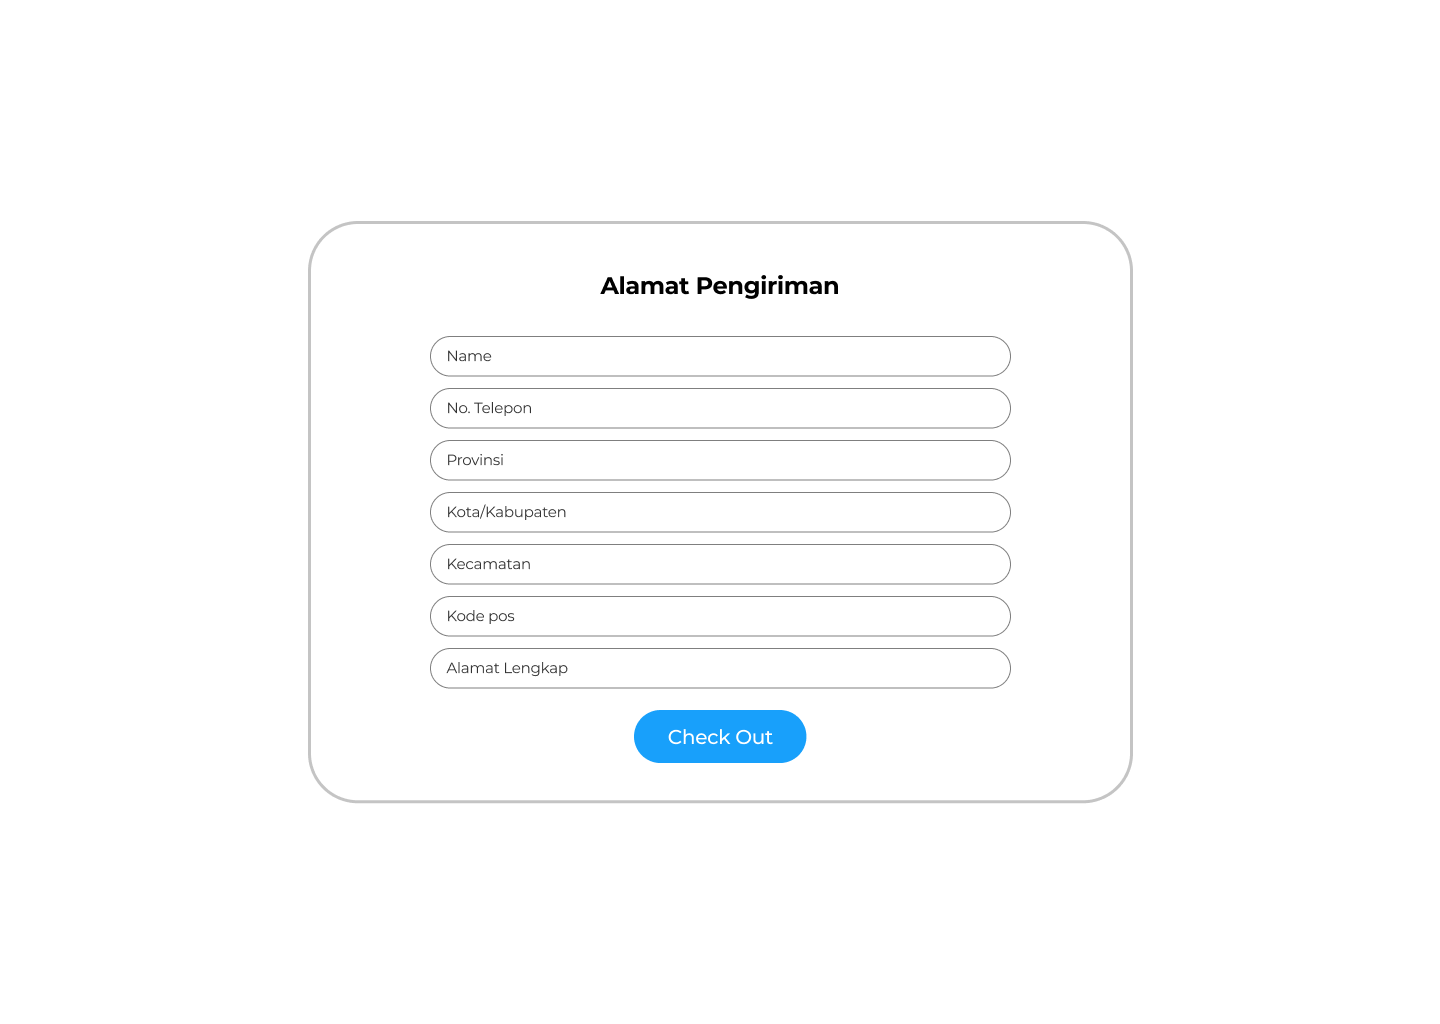 Alamat Pengiriman
Name
No. Telepon
Provinsi
Kota/Kabupaten
Kecamatan
Kode pos
Alamat Lengkap
Check Out